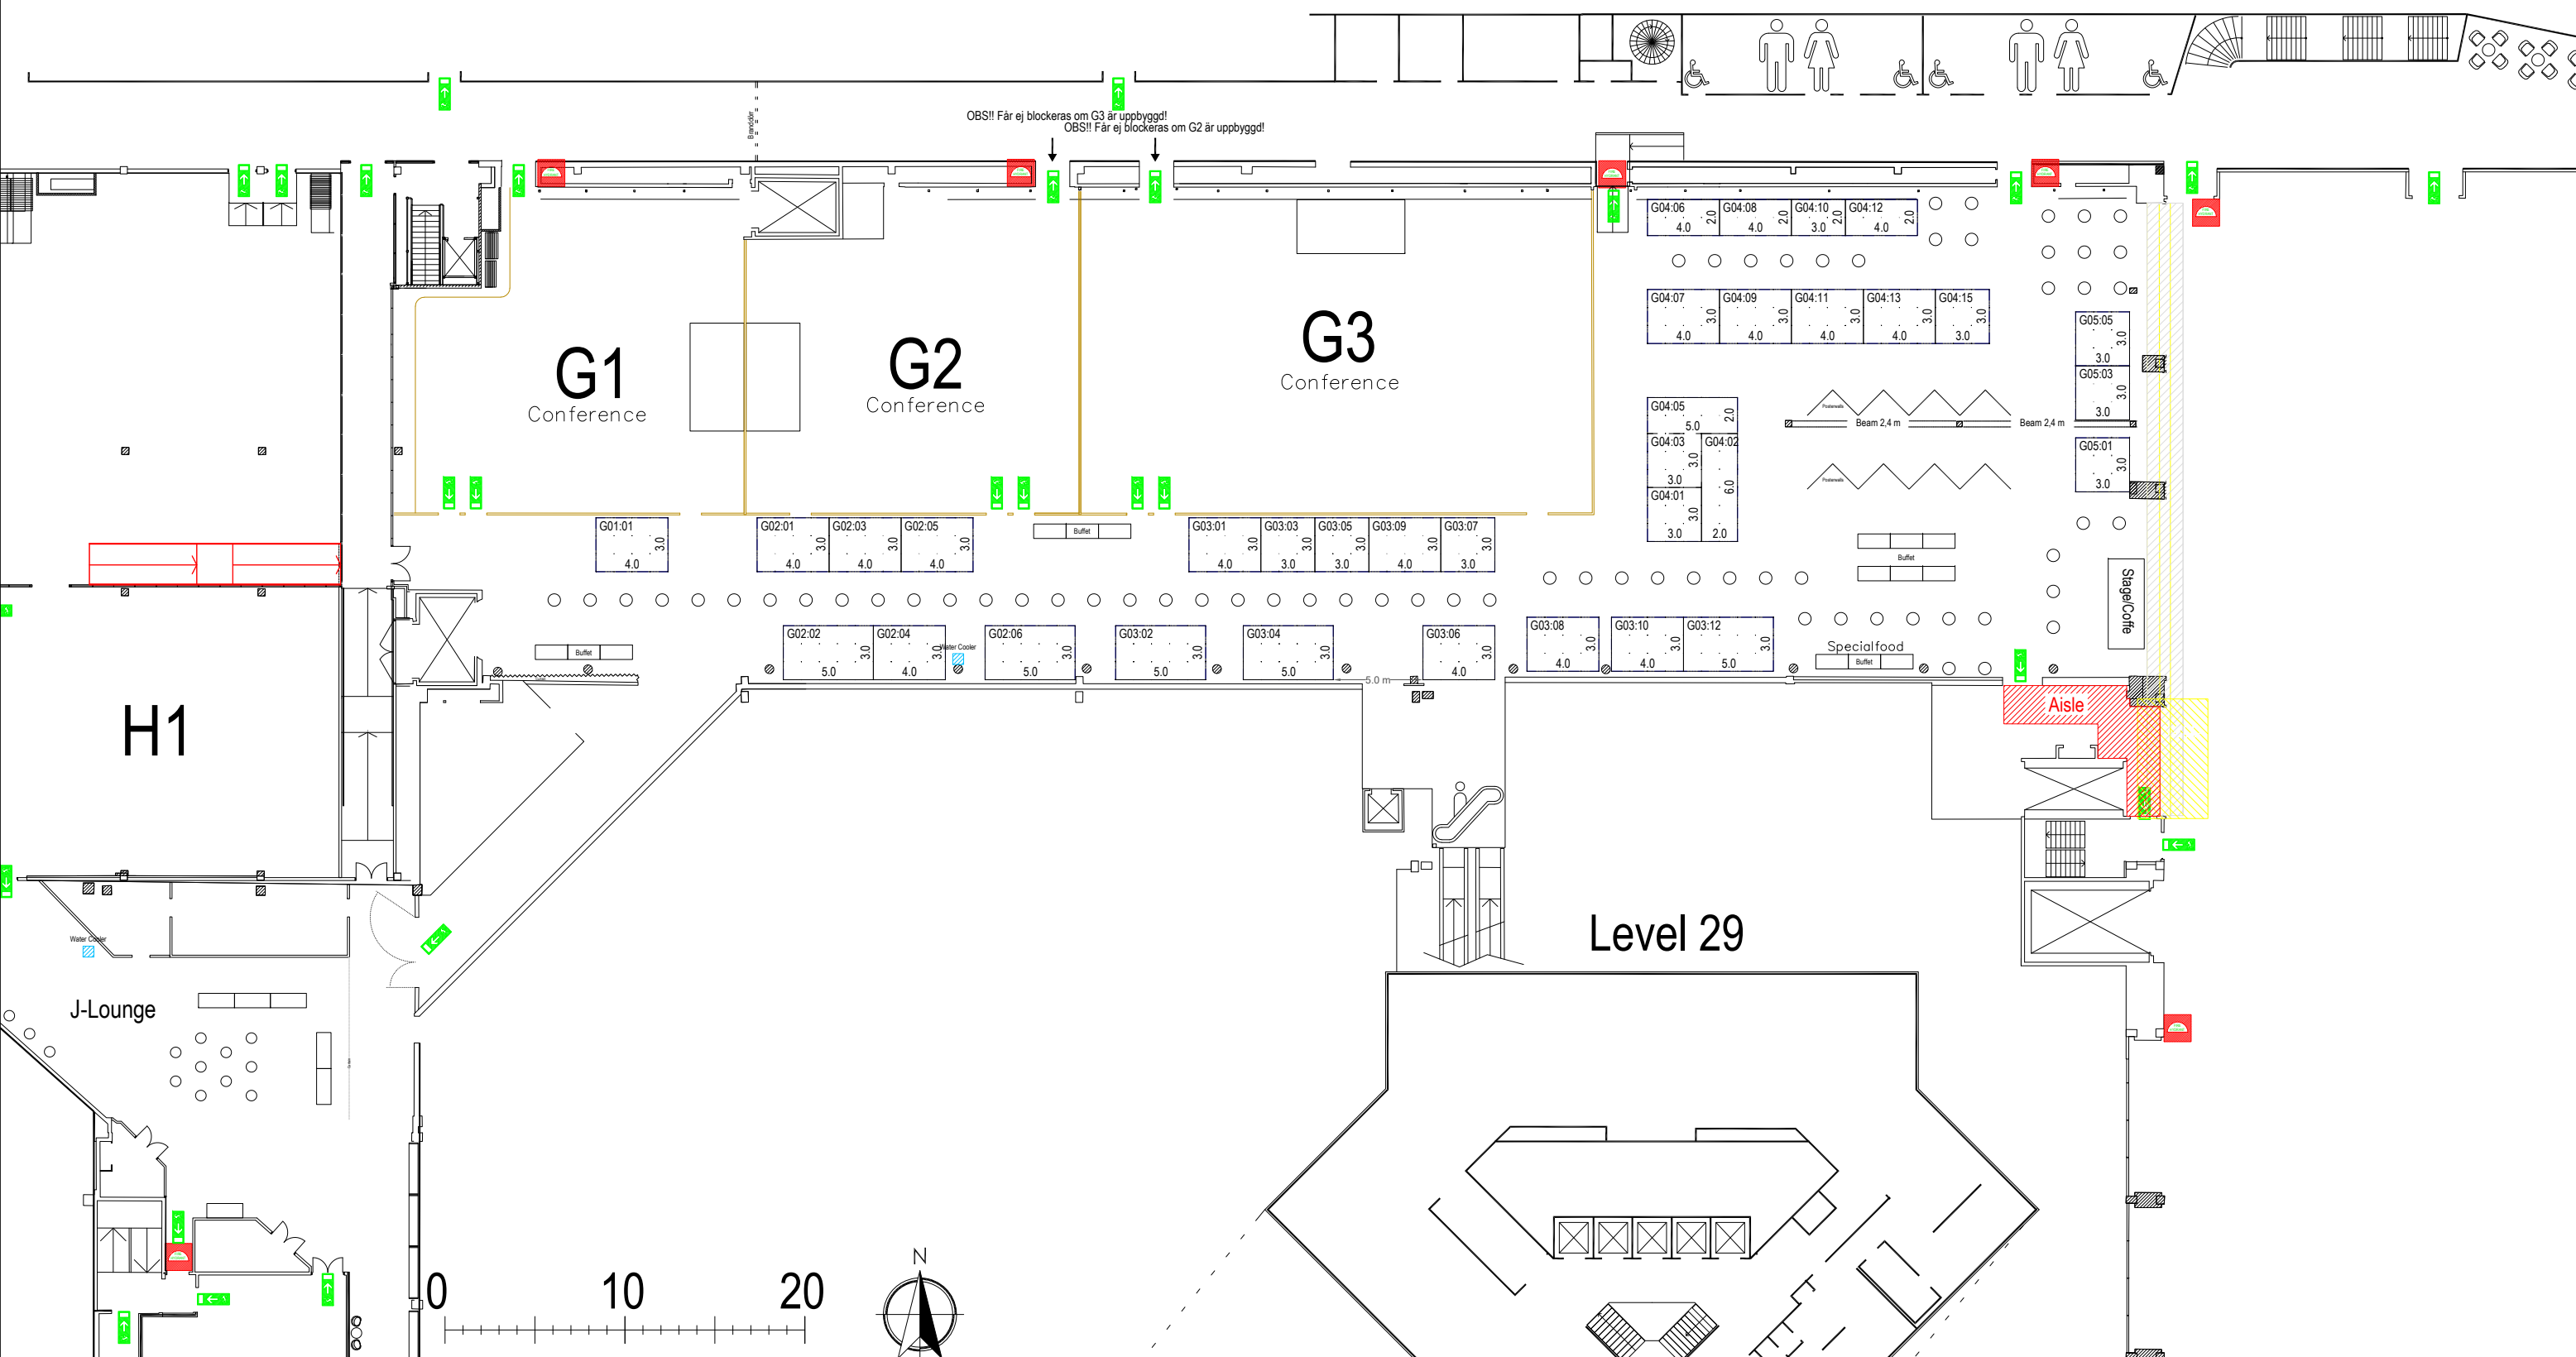 OBS!! Får ej blockeras om G3 är uppbyggd!
OBS!! Får ej blockeras om G2 är uppbyggd!
Branddörr
G04:06 2.0 4.0
G04:08 2.0 4.0
G04:10 2.0 3.0
G04:12 2.0 4.0
G04:07 3.0 4.0
G04:09 3.0 4.0
G04:11 3.0 4.0
G04:13 3.0 4.0
G04:15 3.0 3.0
G05:05 3.0 3.0
G05:03 3.0 3.0
G05:01 3.0 3.0
G1
Conference
G2
Conference
G3
Conference
G04:05 2.0 5.0
G04:03 3.0 3.0
G04:02 6.0 2.0
G04:01 3.0 3.0
Posterwalls
Beam 2,4 m
Beam 2,4 m
Posterwalls
G01:01 3.0 4.0
G02:01 3.0 4.0
G02:03 3.0 4.0
G02:05 3.0 4.0
Buffet
G03:01 3.0 4.0
G03:03 3.0 3.0
G03:05 3.0 3.0
G03:09 3.0 4.0
G03:07 3.0 3.0
Buffet
Stage/Coffe
Buffet
G02:02 3.0 5.0
G02:04 3.0 4.0
Water Cooler
G02:06 3.0 5.0
G03:02 3.0 5.0
G03:04 3.0 5.0
5.0 m
G03:06 3.0 4.0
G03:08 3.0 4.0
G03:10 3.0 4.0
G03:12 3.0 5.0
Specialfood
Buffet
Aisle
H1
Level 29
Water Cooler
J-Lounge
0 10 20
N